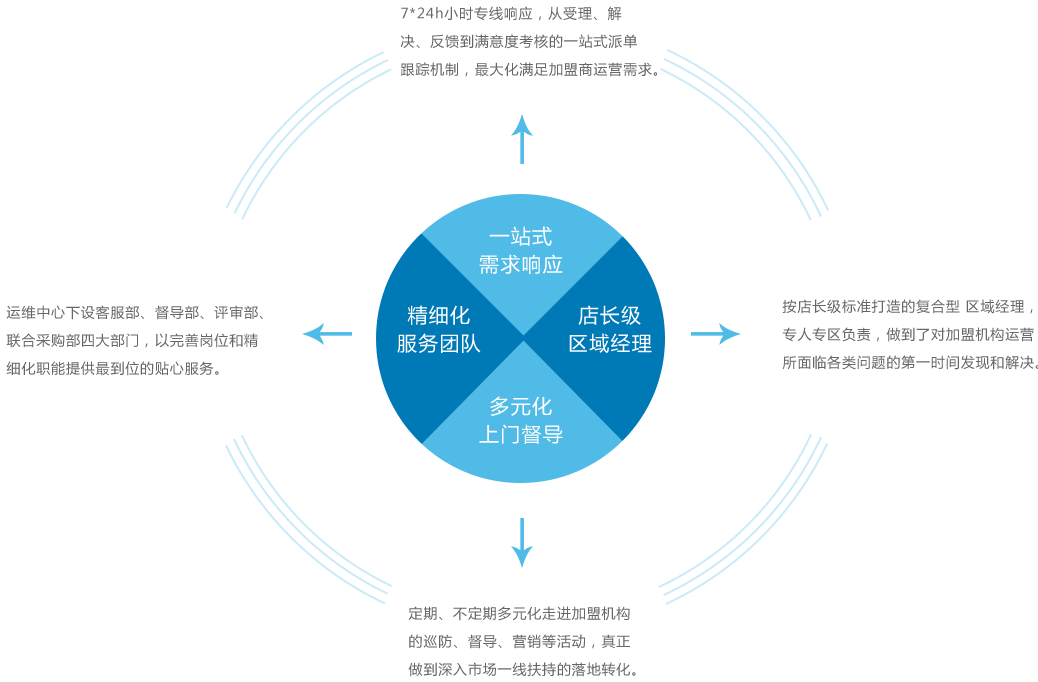 7*24h小时专线响应，从受理、解
决、反馈到满意度考核的一站式派单
跟踪机制，最大化满足加盟商运营需求。
一站式
需求响应
精细化
服务团队
店长级
区域经理
多元化
上门督导
运维中心下设客服部、督导部、评审部、
联合采购部四大部门，以完善岗位和精
细化职能提供最到位的贴心服务。
按店长级标准打造的复合型 区域经理，
专人专区负责，做到了对加盟机构运营
所面临各类问题的第一时间发现和解决。
定期、不定期多元化走进加盟机构
的巡防、督导、营销等活动，真正
做到深入市场一线扶持的落地转化。